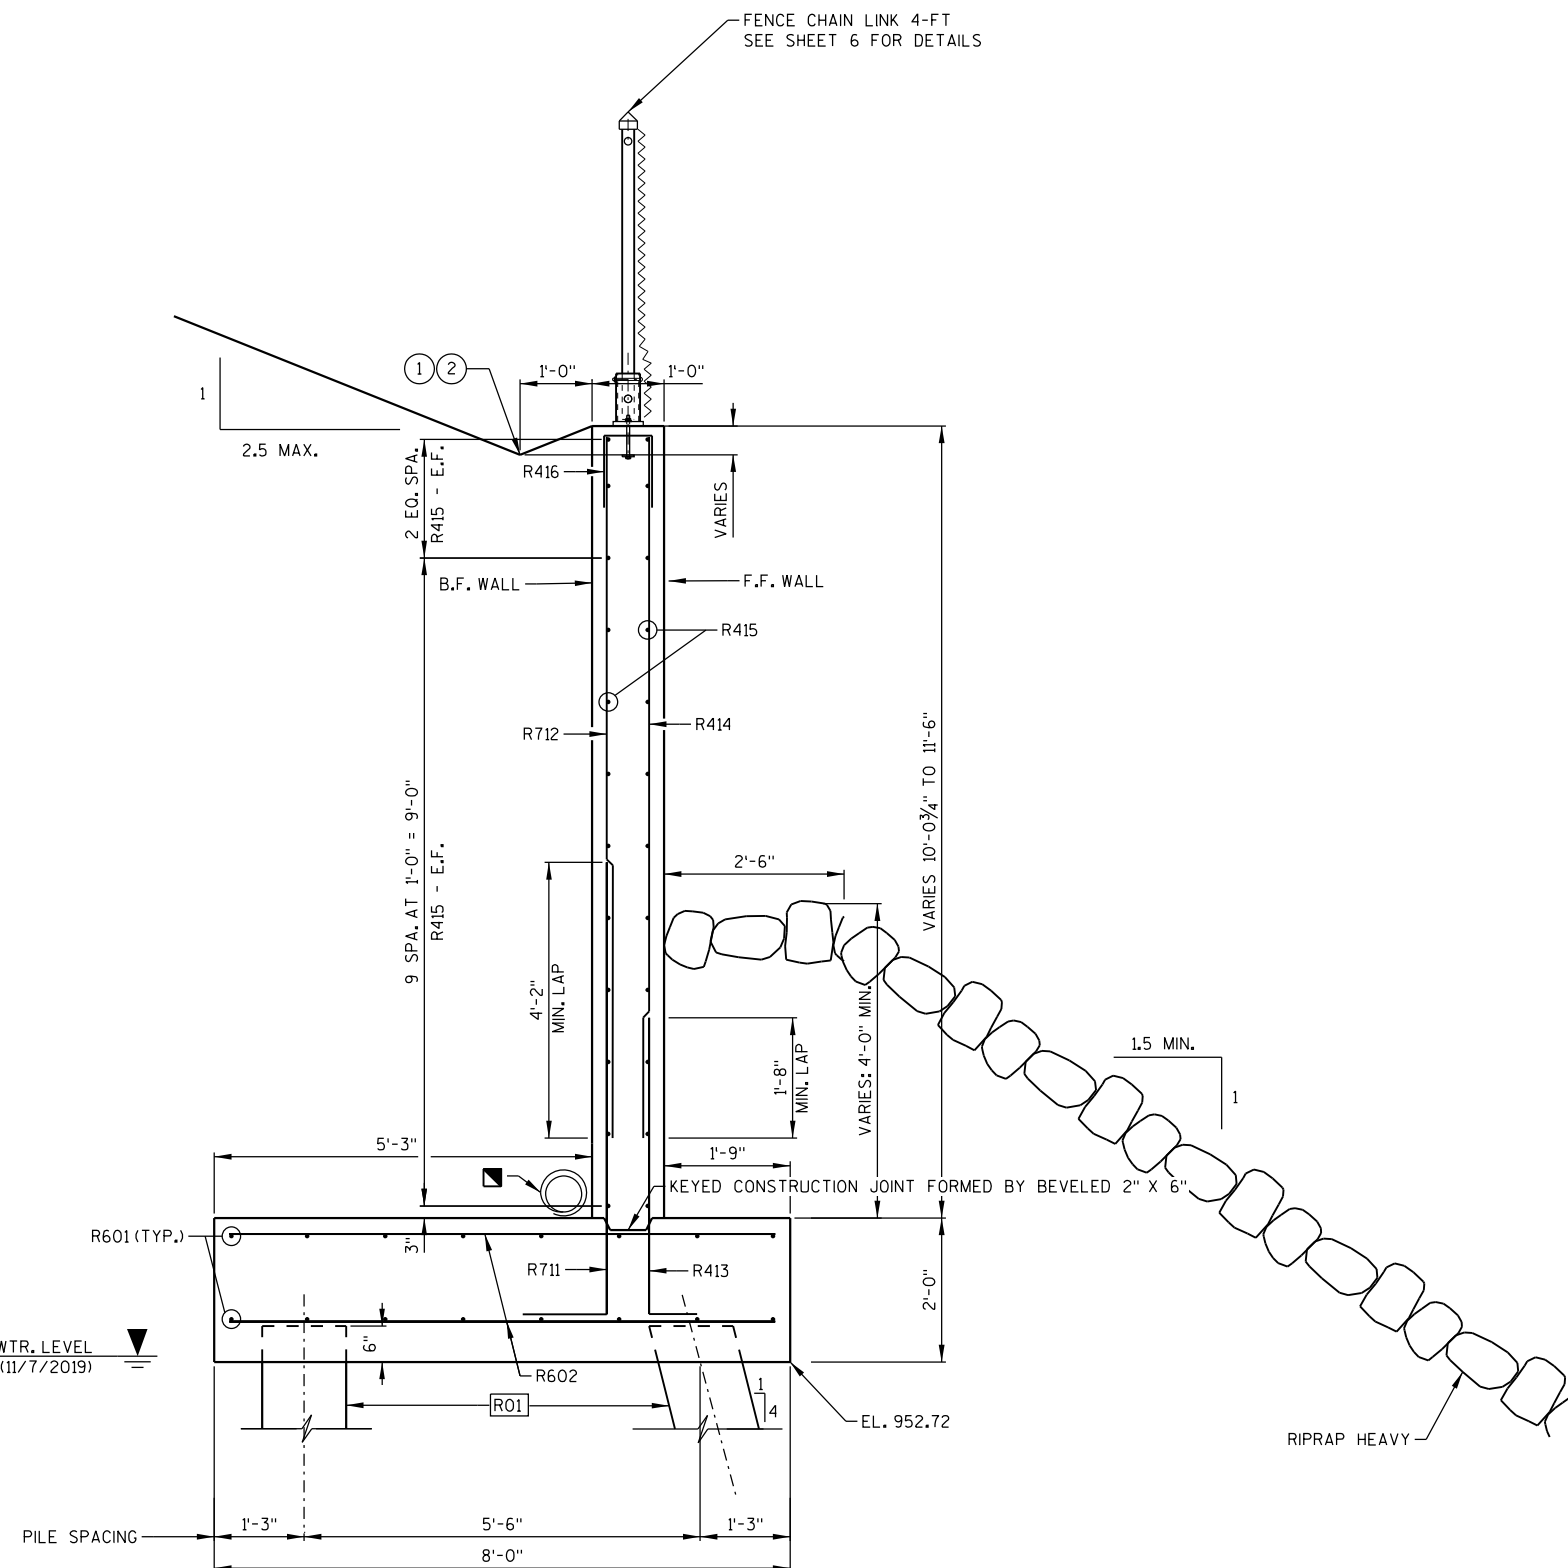 FENCE CHAIN LINK 4-FT
SEE SHEET 6 FOR DETAILS
1 2
1'-0"
1'-0"
1
2.5 MAX.
2 EQ. SPA.
R415 - E.F.
R416
VARIES
B.F. WALL
F.F. WALL
R415
R712
R414
9 SPA. AT 1'-0" = 9'-0"
R415 - E.F.
VARIES 10'-0¾" TO 11'-6"
2'-6"
4'-2"
MIN. LAP
VARIES: 4'-0" MIN.
1'-8"
MIN. LAP
1.5 MIN.
1
5'-3"
1'-9"
KEYED CONSTRUCTION JOINT FORMED BY BEVELED 2" X 6"
R601 (TYP.)
3"
R711
R413
2'-0"
WTR. LEVEL
(11/7/2019)
6"
R602
R01
1
4
EL. 952.72
RIPRAP HEAVY
PILE SPACING
1'-3"
5'-6"
1'-3"
8'-0"